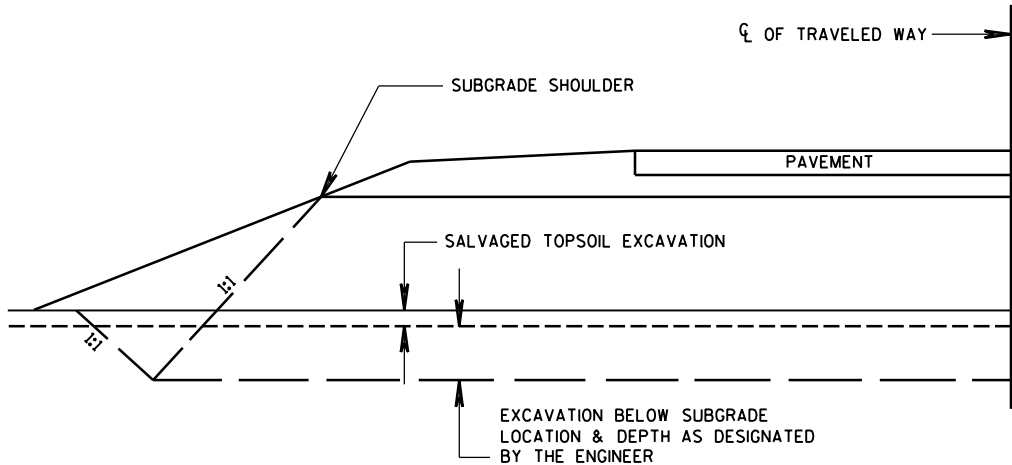 ℄ OF TRAVELED WAY
SUBGRADE SHOULDER
PAVEMENT
SALVAGED TOPSOIL EXCAVATION
1:1
1:1
EXCAVATION BELOW SUBGRADE
LOCATION & DEPTH AS DESIGNATED
BY THE ENGINEER